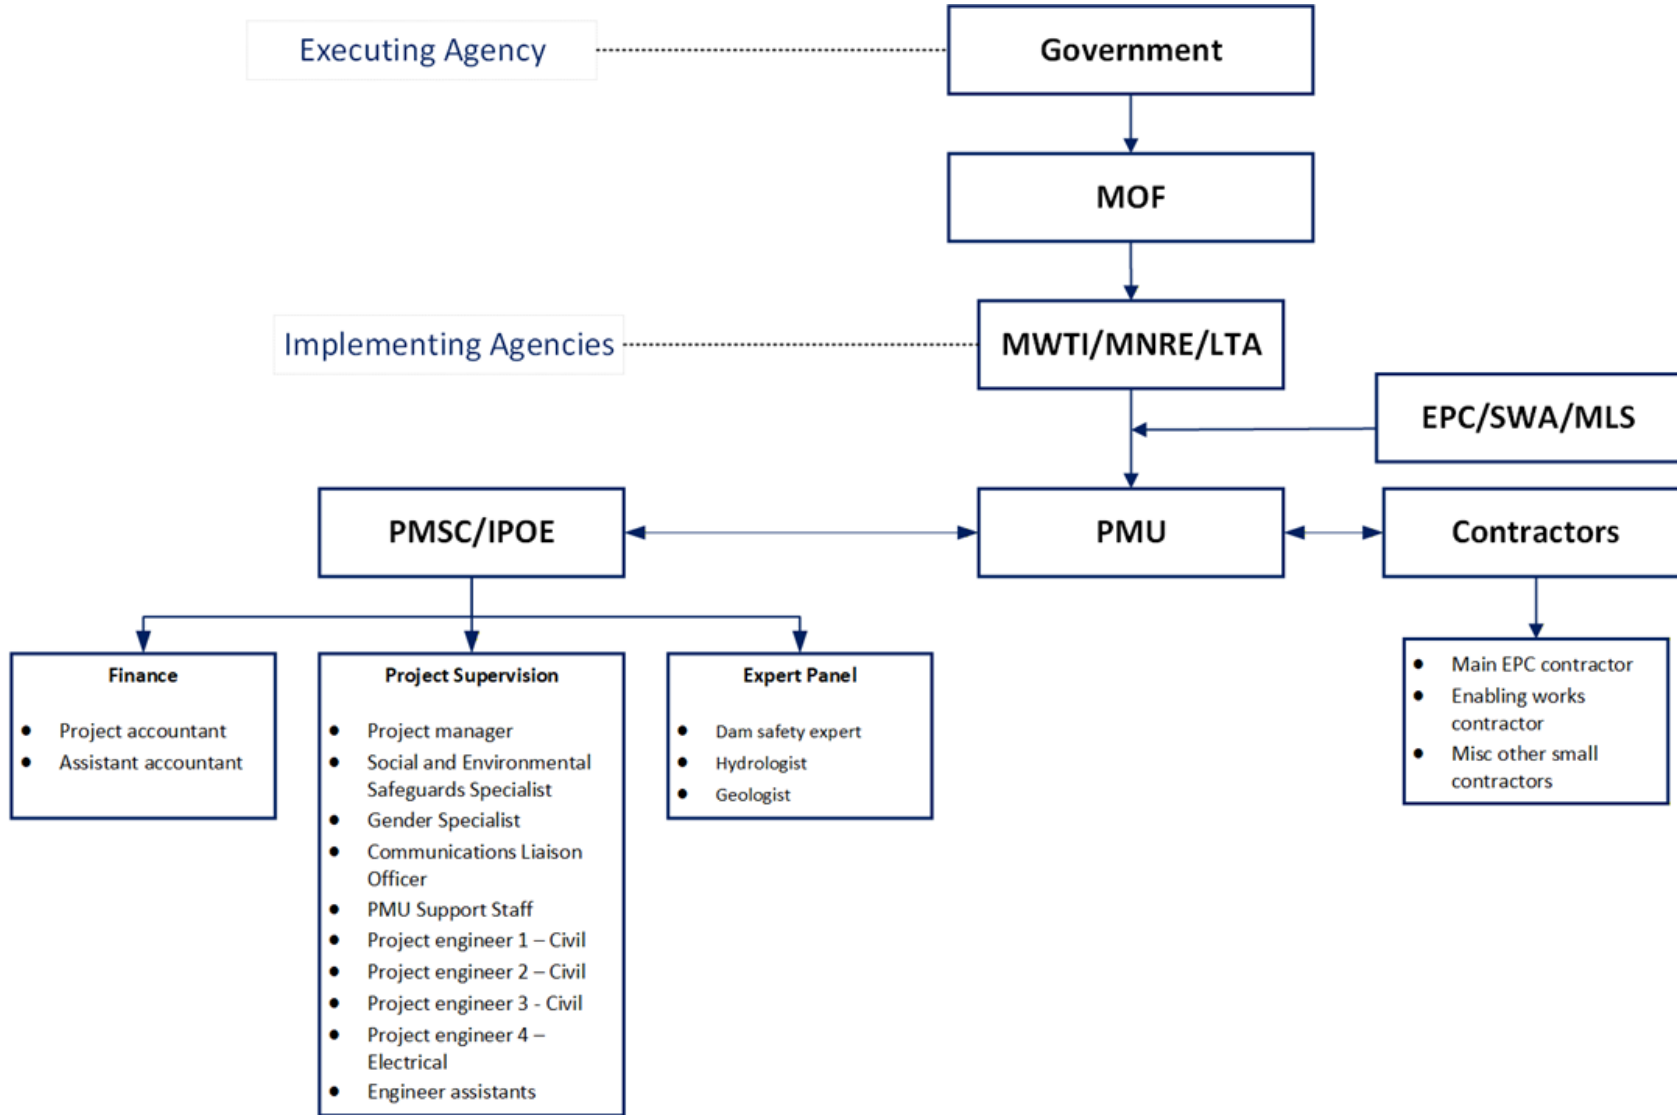 Executing Agency
Government
MOF
Implementing Agencies
MWTI/MNRE/LTA
EPC/SWA/MLS
PMSC/IPOE
PMU
Contractors
Finance
● Project accountant
● Assistant accountant
Project Supervision
● Project manager
● Social and Environmental
Safeguards Specialist
● Gender Specialist
● Communications Liaison
Officer
● PMU Support Staff
● Project engineer 1 – Civil
● Project engineer 2 – Civil
● Project engineer 3 - Civil
● Project engineer 4 –
Electrical
● Engineer assistants
Expert Panel
● Dam safety expert
● Hydrologist
● Geologist
● Main EPC contractor
● Enabling works
contractor
● Misc other small
contractors